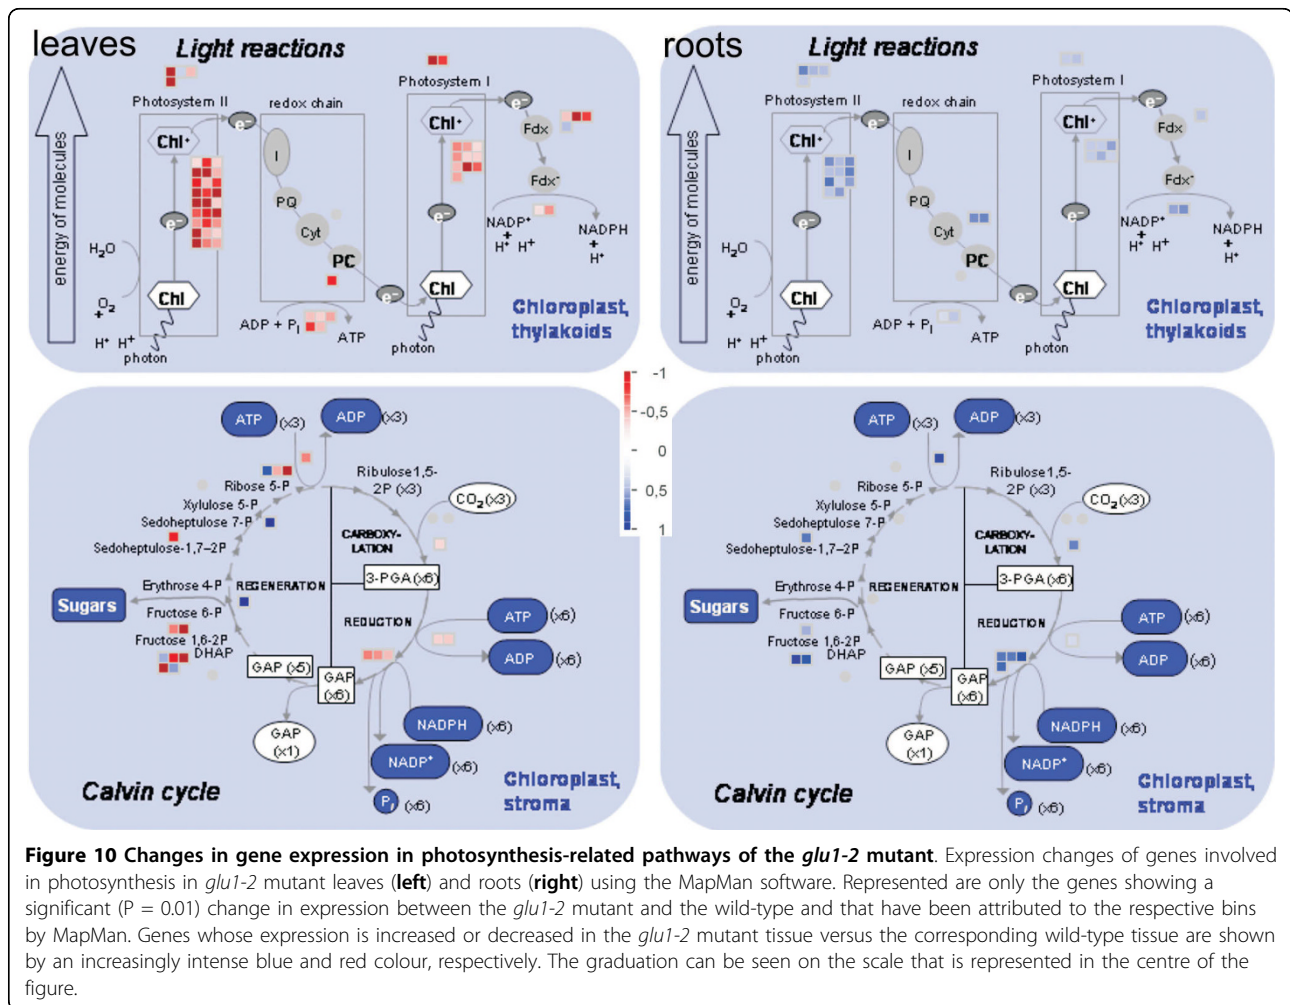 leaves
Light reactions
energy of molecules
Photosystem II
redox chain
Photosystem I
Chl⁺
e⁻
I
PQ
Cyt
PC
e⁻
Chl⁺
e⁻
Fdx
Fdx⁻
NADP⁺
+
H⁺ H⁺
NADPH
+
H⁺
e⁻
H₂O
O₂
+
H⁺ H⁺
Chl
photon
ADP + Pᵢ
ATP
e⁻
Chl
photon
Chloroplast,
thylakoids
roots
Light reactions
energy of molecules
Photosystem II
redox chain
Photosystem I
Chl⁺
e⁻
I
PQ
Cyt
PC
e⁻
Chl⁺
e⁻
Fdx
Fdx⁻
NADP⁺
+
H⁺ H⁺
NADPH
+
H⁺
e⁻
H₂O
O₂
+
H⁺ H⁺
Chl
photon
ADP + Pᵢ
ATP
e⁻
Chl
photon
Chloroplast,
thylakoids
-1
-0,5
0
0,5
1
ATP (x3)
ADP (x3)
Ribose 5-P
Ribulose 1,5-
2P (x3)
Xylulose 5-P
Sedoheptulose 7-P
Sedoheptulose-1,7-2P
CO₂ (x3)
CARBOXY-
LATION
3-PGA (x6)
Erythrose 4-P
REGENERATION
Sugars
Fructose 6-P
REDUCTION
Fructose 1,6-2P
DHAP
ATP (x6)
ADP (x6)
GAP (x5)
GAP
(x6)
GAP
(x1)
NADPH (x6)
NADP⁺ (x6)
Pᵢ (x6)
Calvin cycle
Chloroplast,
stroma
ATP (x3)
ADP (x3)
Ribose 5-P
Ribulose 1,5-
2P (x3)
Xylulose 5-P
Sedoheptulose 7-P
Sedoheptulose-1,7-2P
CO₂ (x3)
CARBOXY-
LATION
3-PGA (x6)
Erythrose 4-P
REGENERATION
Sugars
Fructose 6-P
REDUCTION
Fructose 1,6-2P
DHAP
ATP (x6)
ADP (x6)
GAP (x5)
GAP
(x6)
GAP
(x1)
NADPH (x6)
NADP⁺ (x6)
Pᵢ (x6)
Calvin cycle
Chloroplast,
stroma
Figure 10 Changes in gene expression in photosynthesis-related pathways of the glu1-2 mutant. Expression changes of genes involved
in photosynthesis in glu1-2 mutant leaves (left) and roots (right) using the MapMan software. Represented are only the genes showing a
significant (P = 0.01) change in expression between the glu1-2 mutant and the wild-type and that have been attributed to the respective bins
by MapMan. Genes whose expression is increased or decreased in the glu1-2 mutant tissue versus the corresponding wild-type tissue are shown
by an increasingly intense blue and red colour, respectively. The graduation can be seen on the scale that is represented in the centre of the
figure.